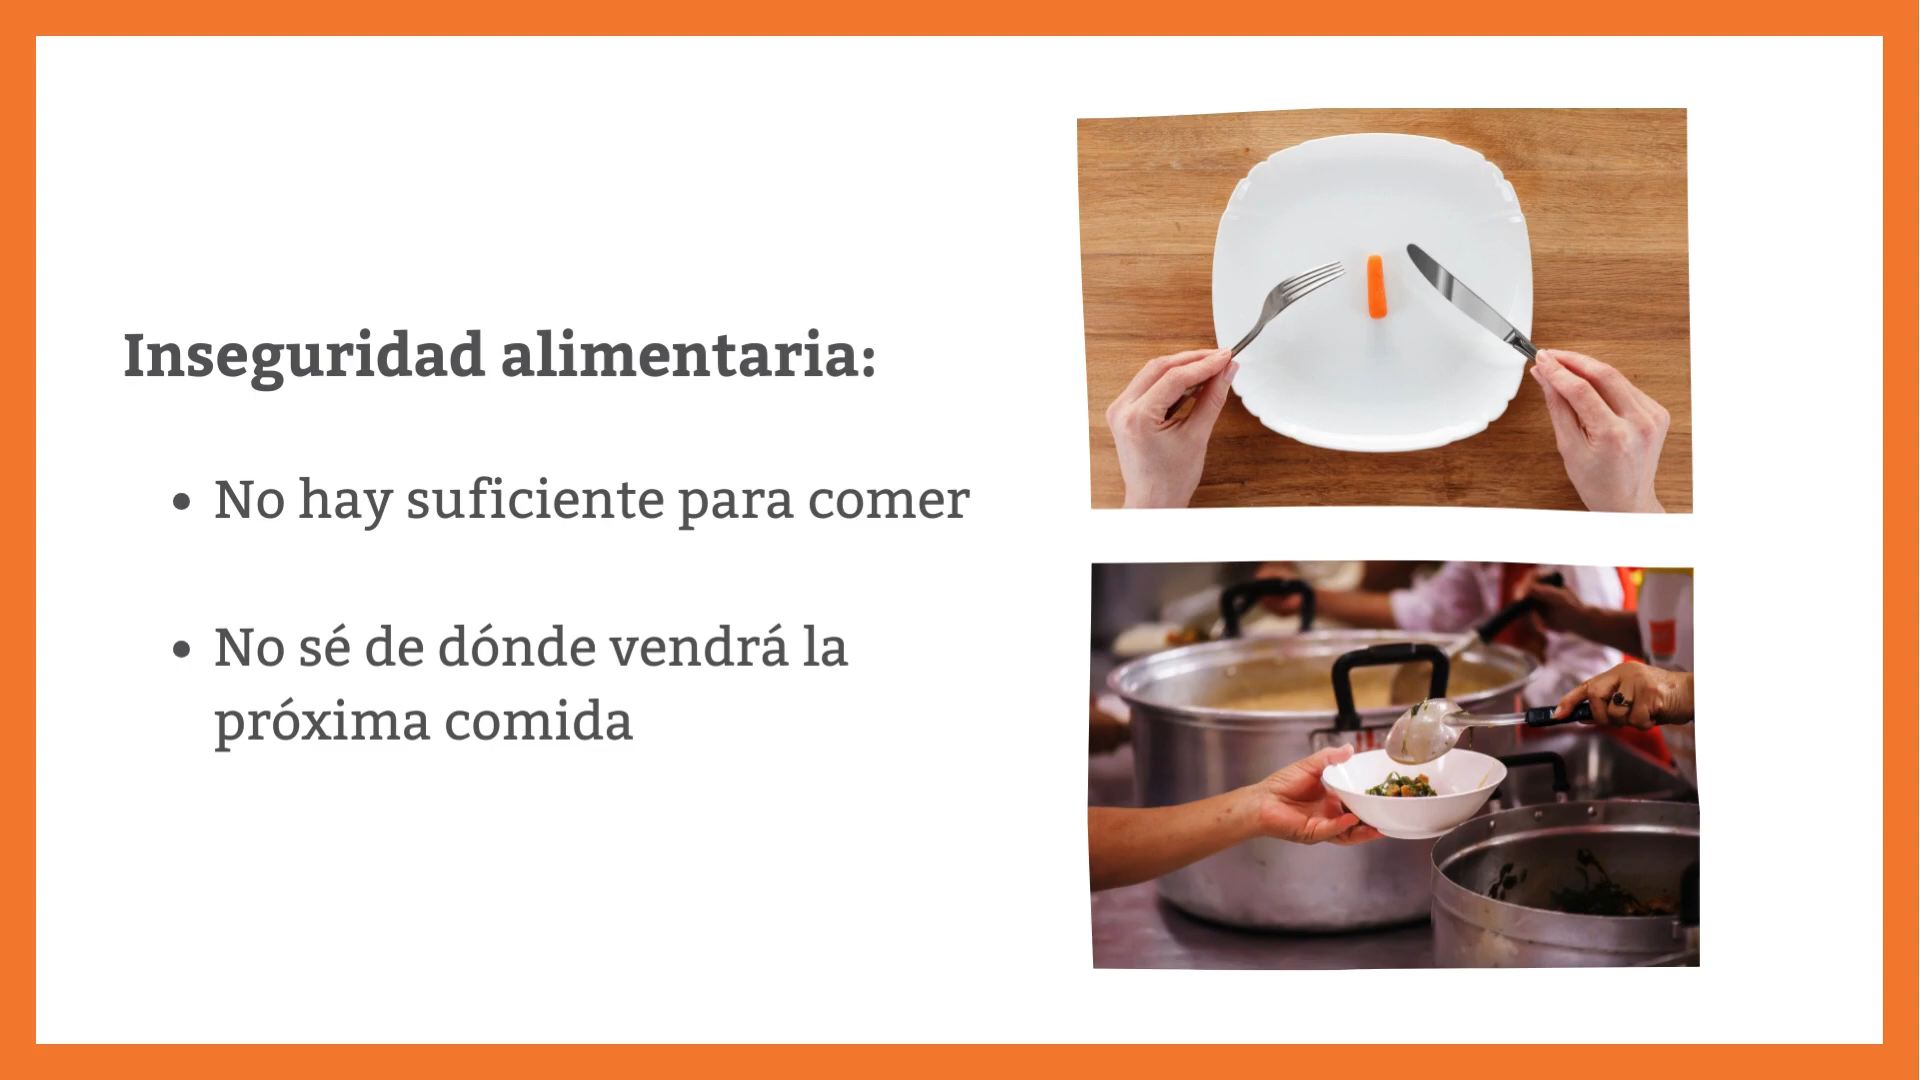 Inseguridad alimentaria:
• No hay suficiente para comer
• No sé de dónde vendrá la
próxima comida